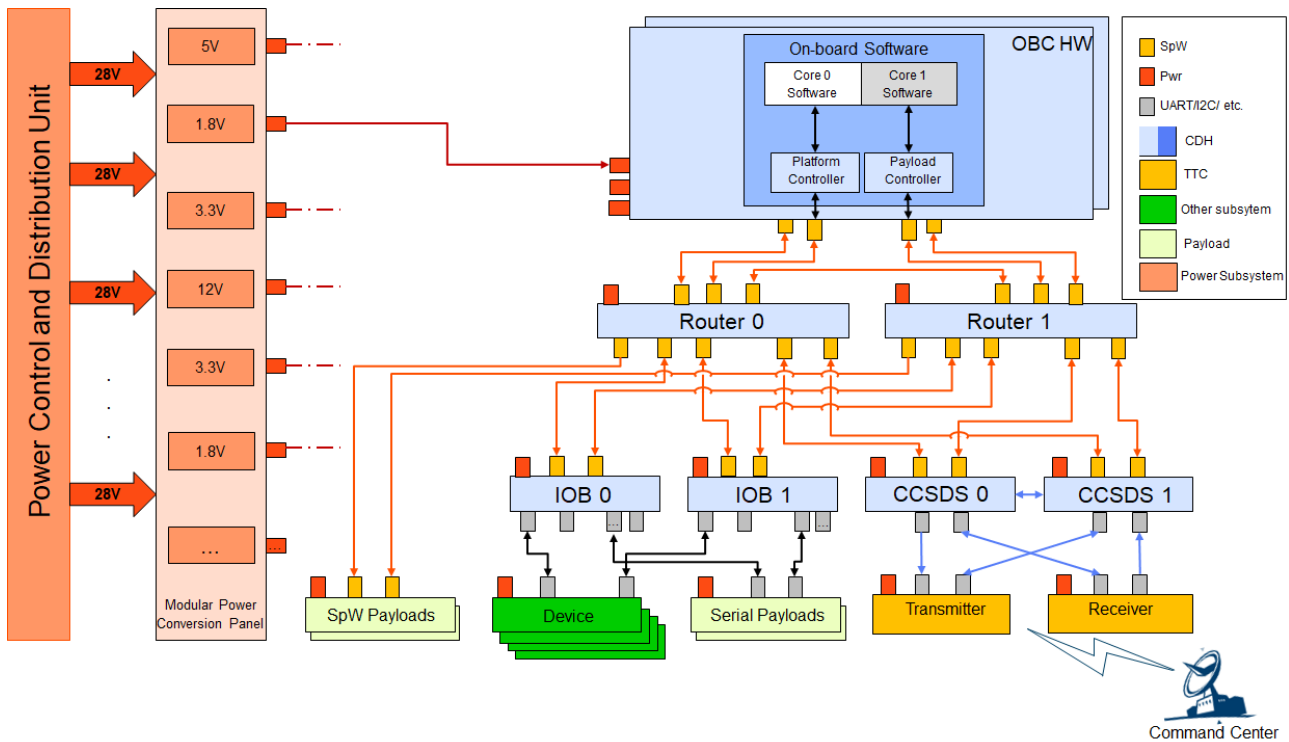 Power Control and Distribution Unit
28V
28V
28V
.
.
.
28V
5V
1.8V
3.3V
12V
3.3V
1.8V
...
...
Modular Power
Conversion Panel
OBC HW
On-board Software
Core 0
Software
Core 1
Software
Platform
Controller
Payload
Controller
SpW
Pwr
UART/I2C/ etc.
CDH
TTC
Other subsytem
Payload
Power Subsystem
Router 0
Router 1
IOB 0
IOB 1
CCSDS 0
CCSDS 1
...
...
SpW Payloads
Device
Serial Payloads
Transmitter
Receiver
Command Center